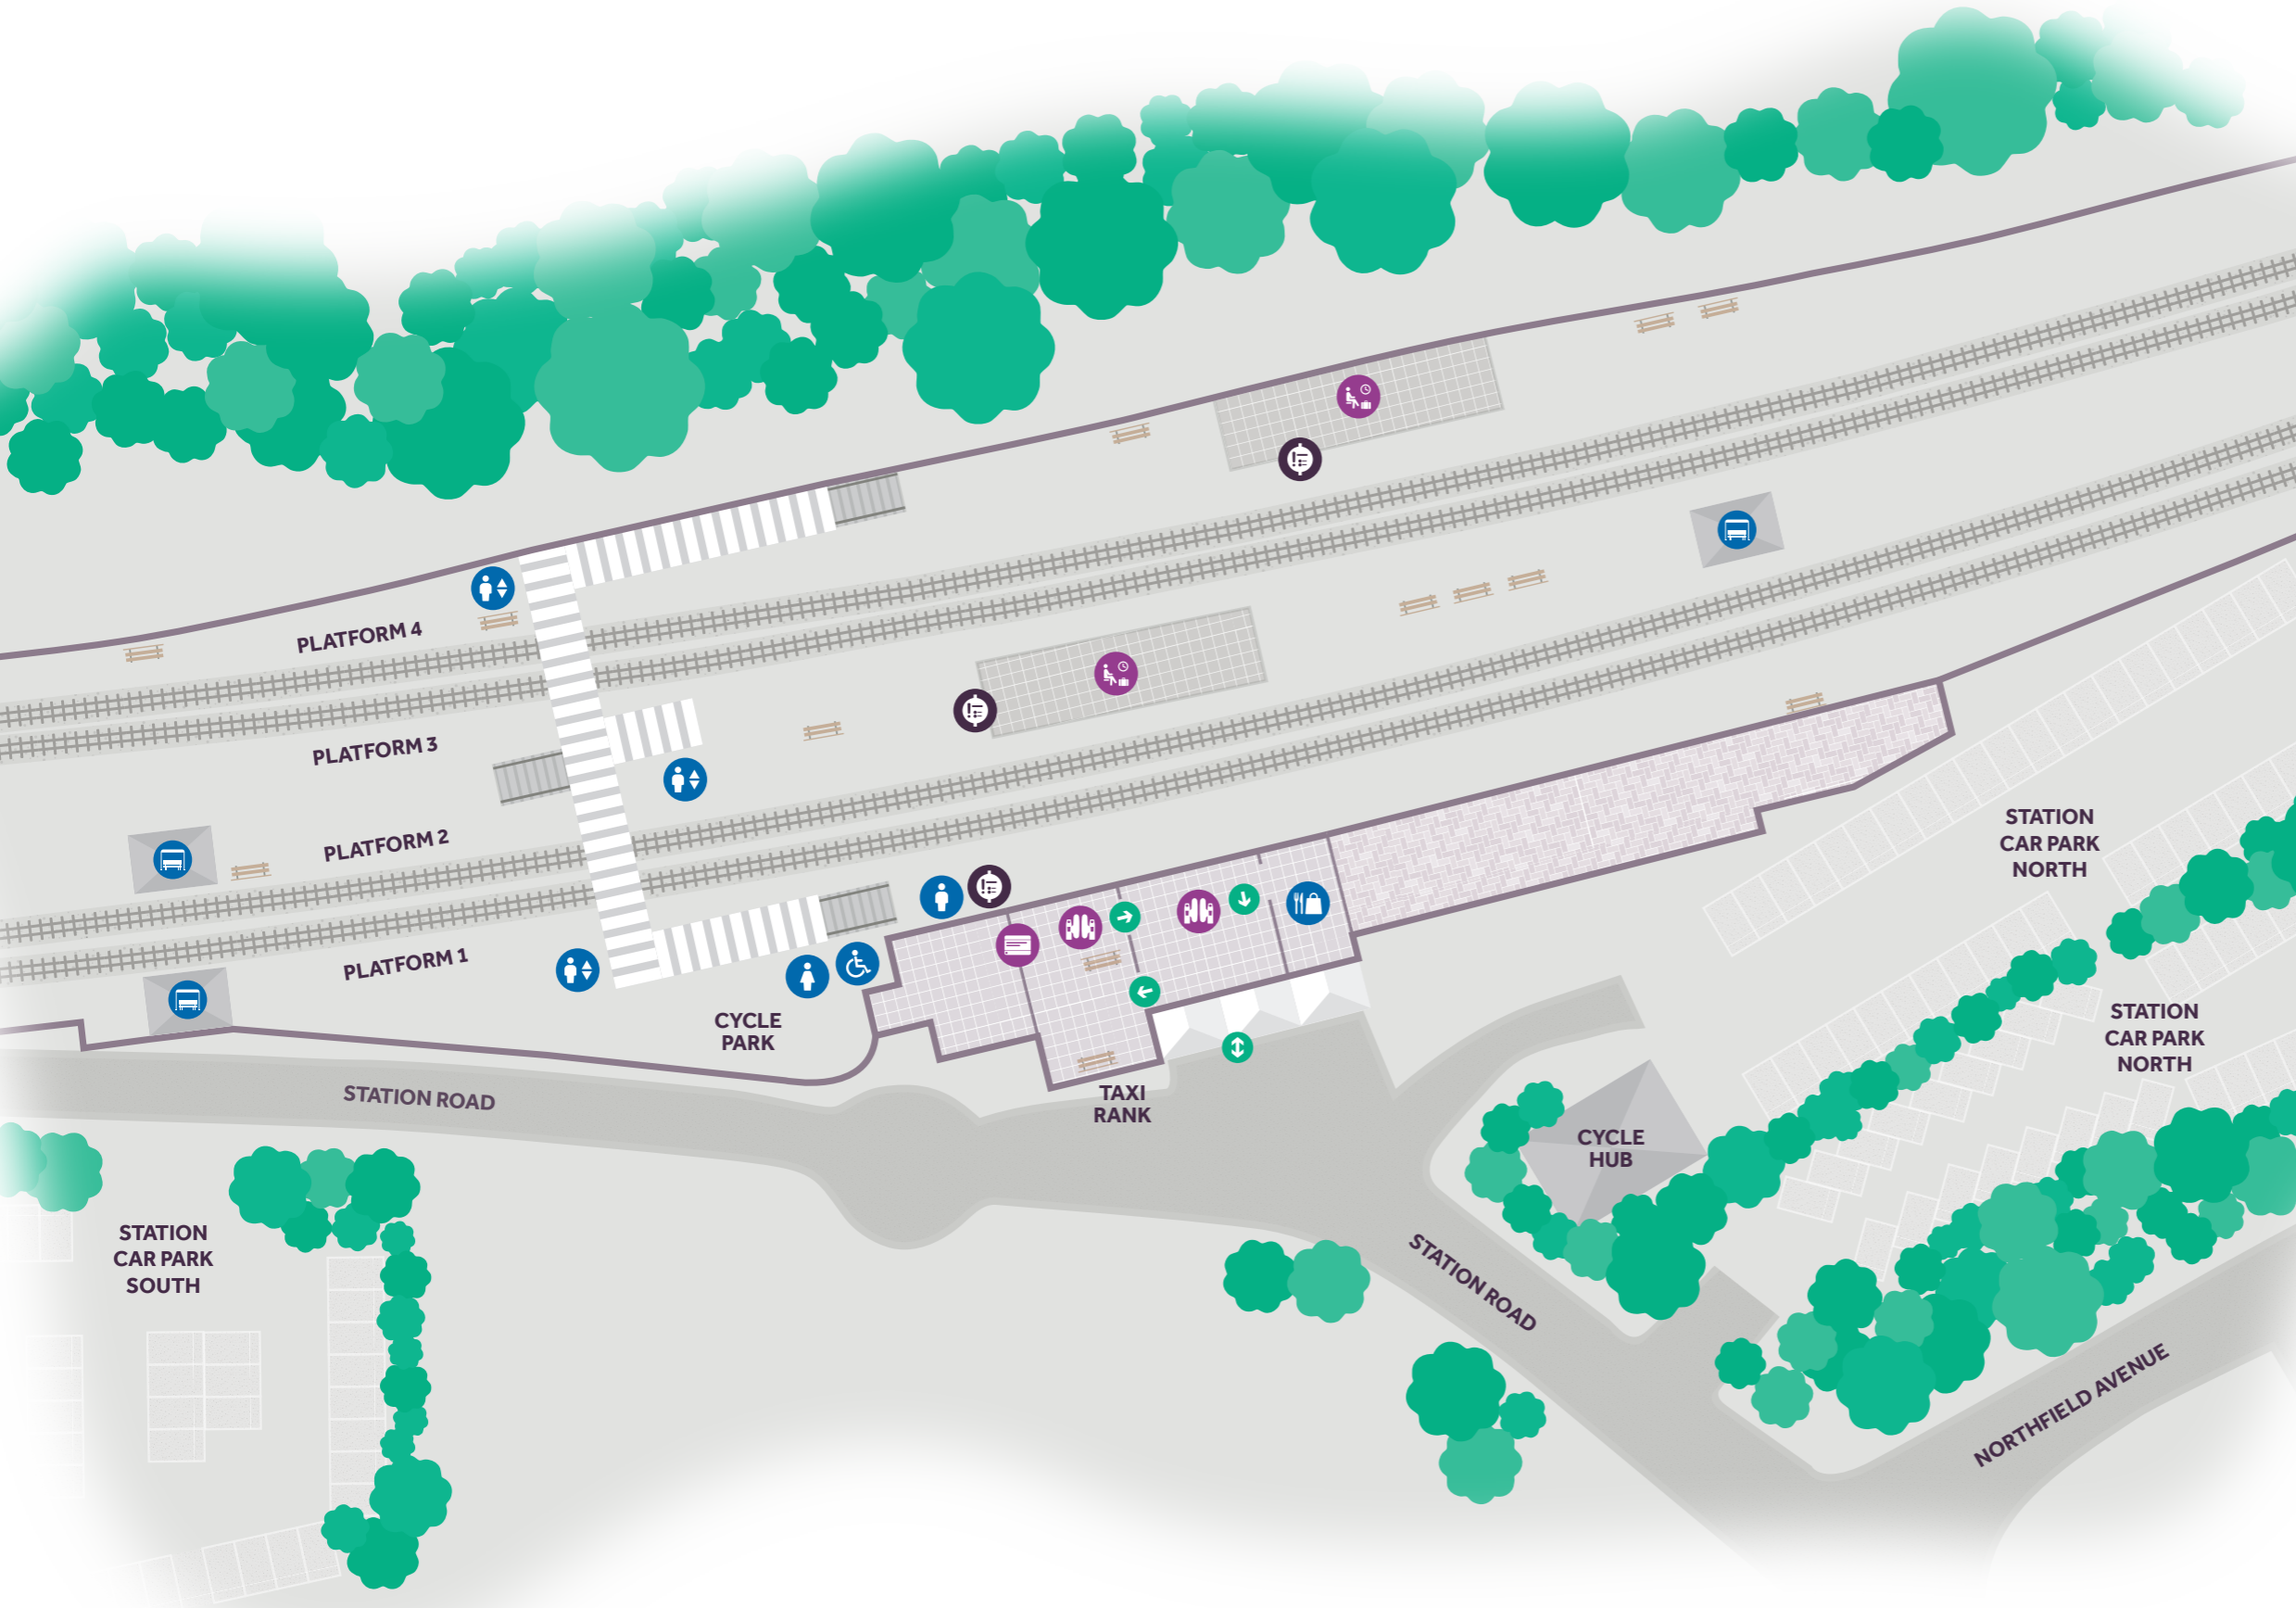 PLATFORM 4
PLATFORM 3
PLATFORM 2
PLATFORM 1
STATION
CAR PARK
NORTH
STATION
CAR PARK
NORTH
CYCLE
PARK
STATION ROAD
TAXI
RANK
CYCLE
HUB
STATION
CAR PARK
SOUTH
STATION ROAD
NORTHFIELD AVENUE